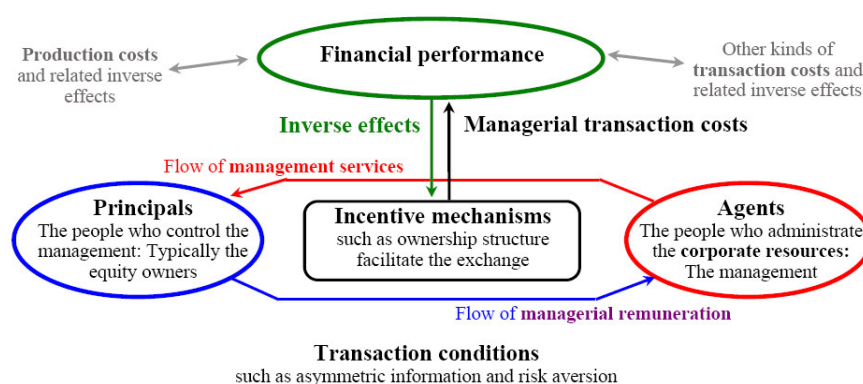 Production costs
and related inverse
effects
Financial performance
Other kinds of
transaction costs and
related inverse effects
Inverse effects
Managerial transaction costs
Flow of management services
Principals
The people who control the
management: Typically the
equity owners
Incentive mechanisms
such as ownership structure
facilitate the exchange
Agents
The people who administrate
the corporate resources:
The management
Flow of managerial remuneration
Transaction conditions
such as asymmetric information and risk aversion